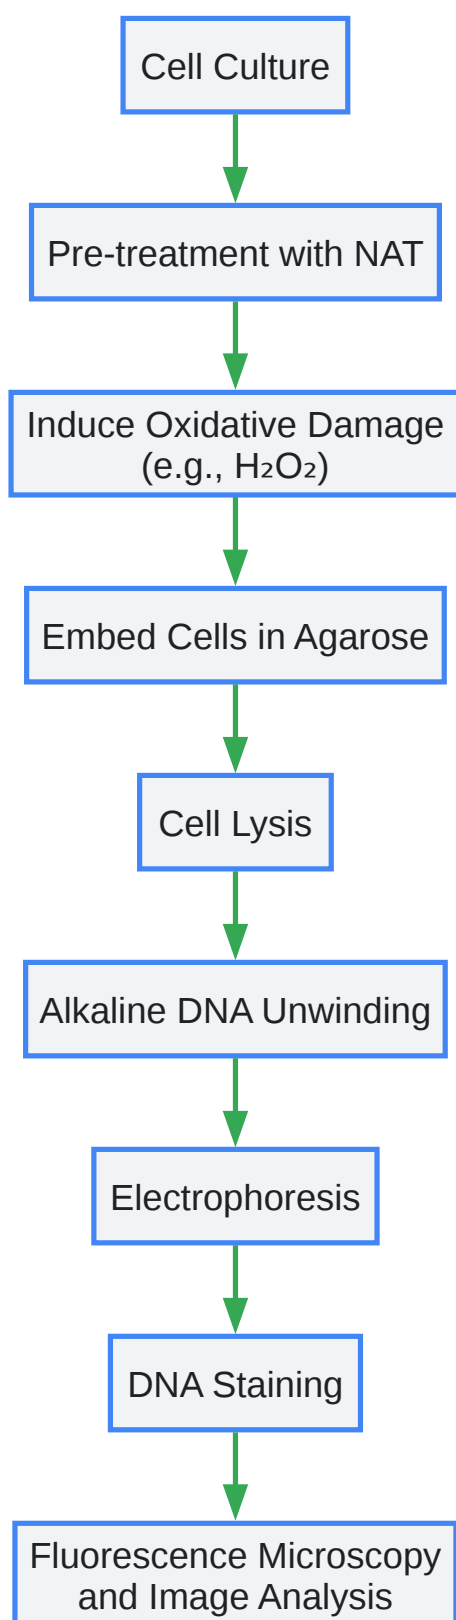 Cell Culture
Pre-treatment with NAT
Induce Oxidative Damage
(e.g., H₂O₂)
Embed Cells in Agarose
Cell Lysis
Alkaline DNA Unwinding
Electrophoresis
DNA Staining
Fluorescence Microscopy
and Image Analysis